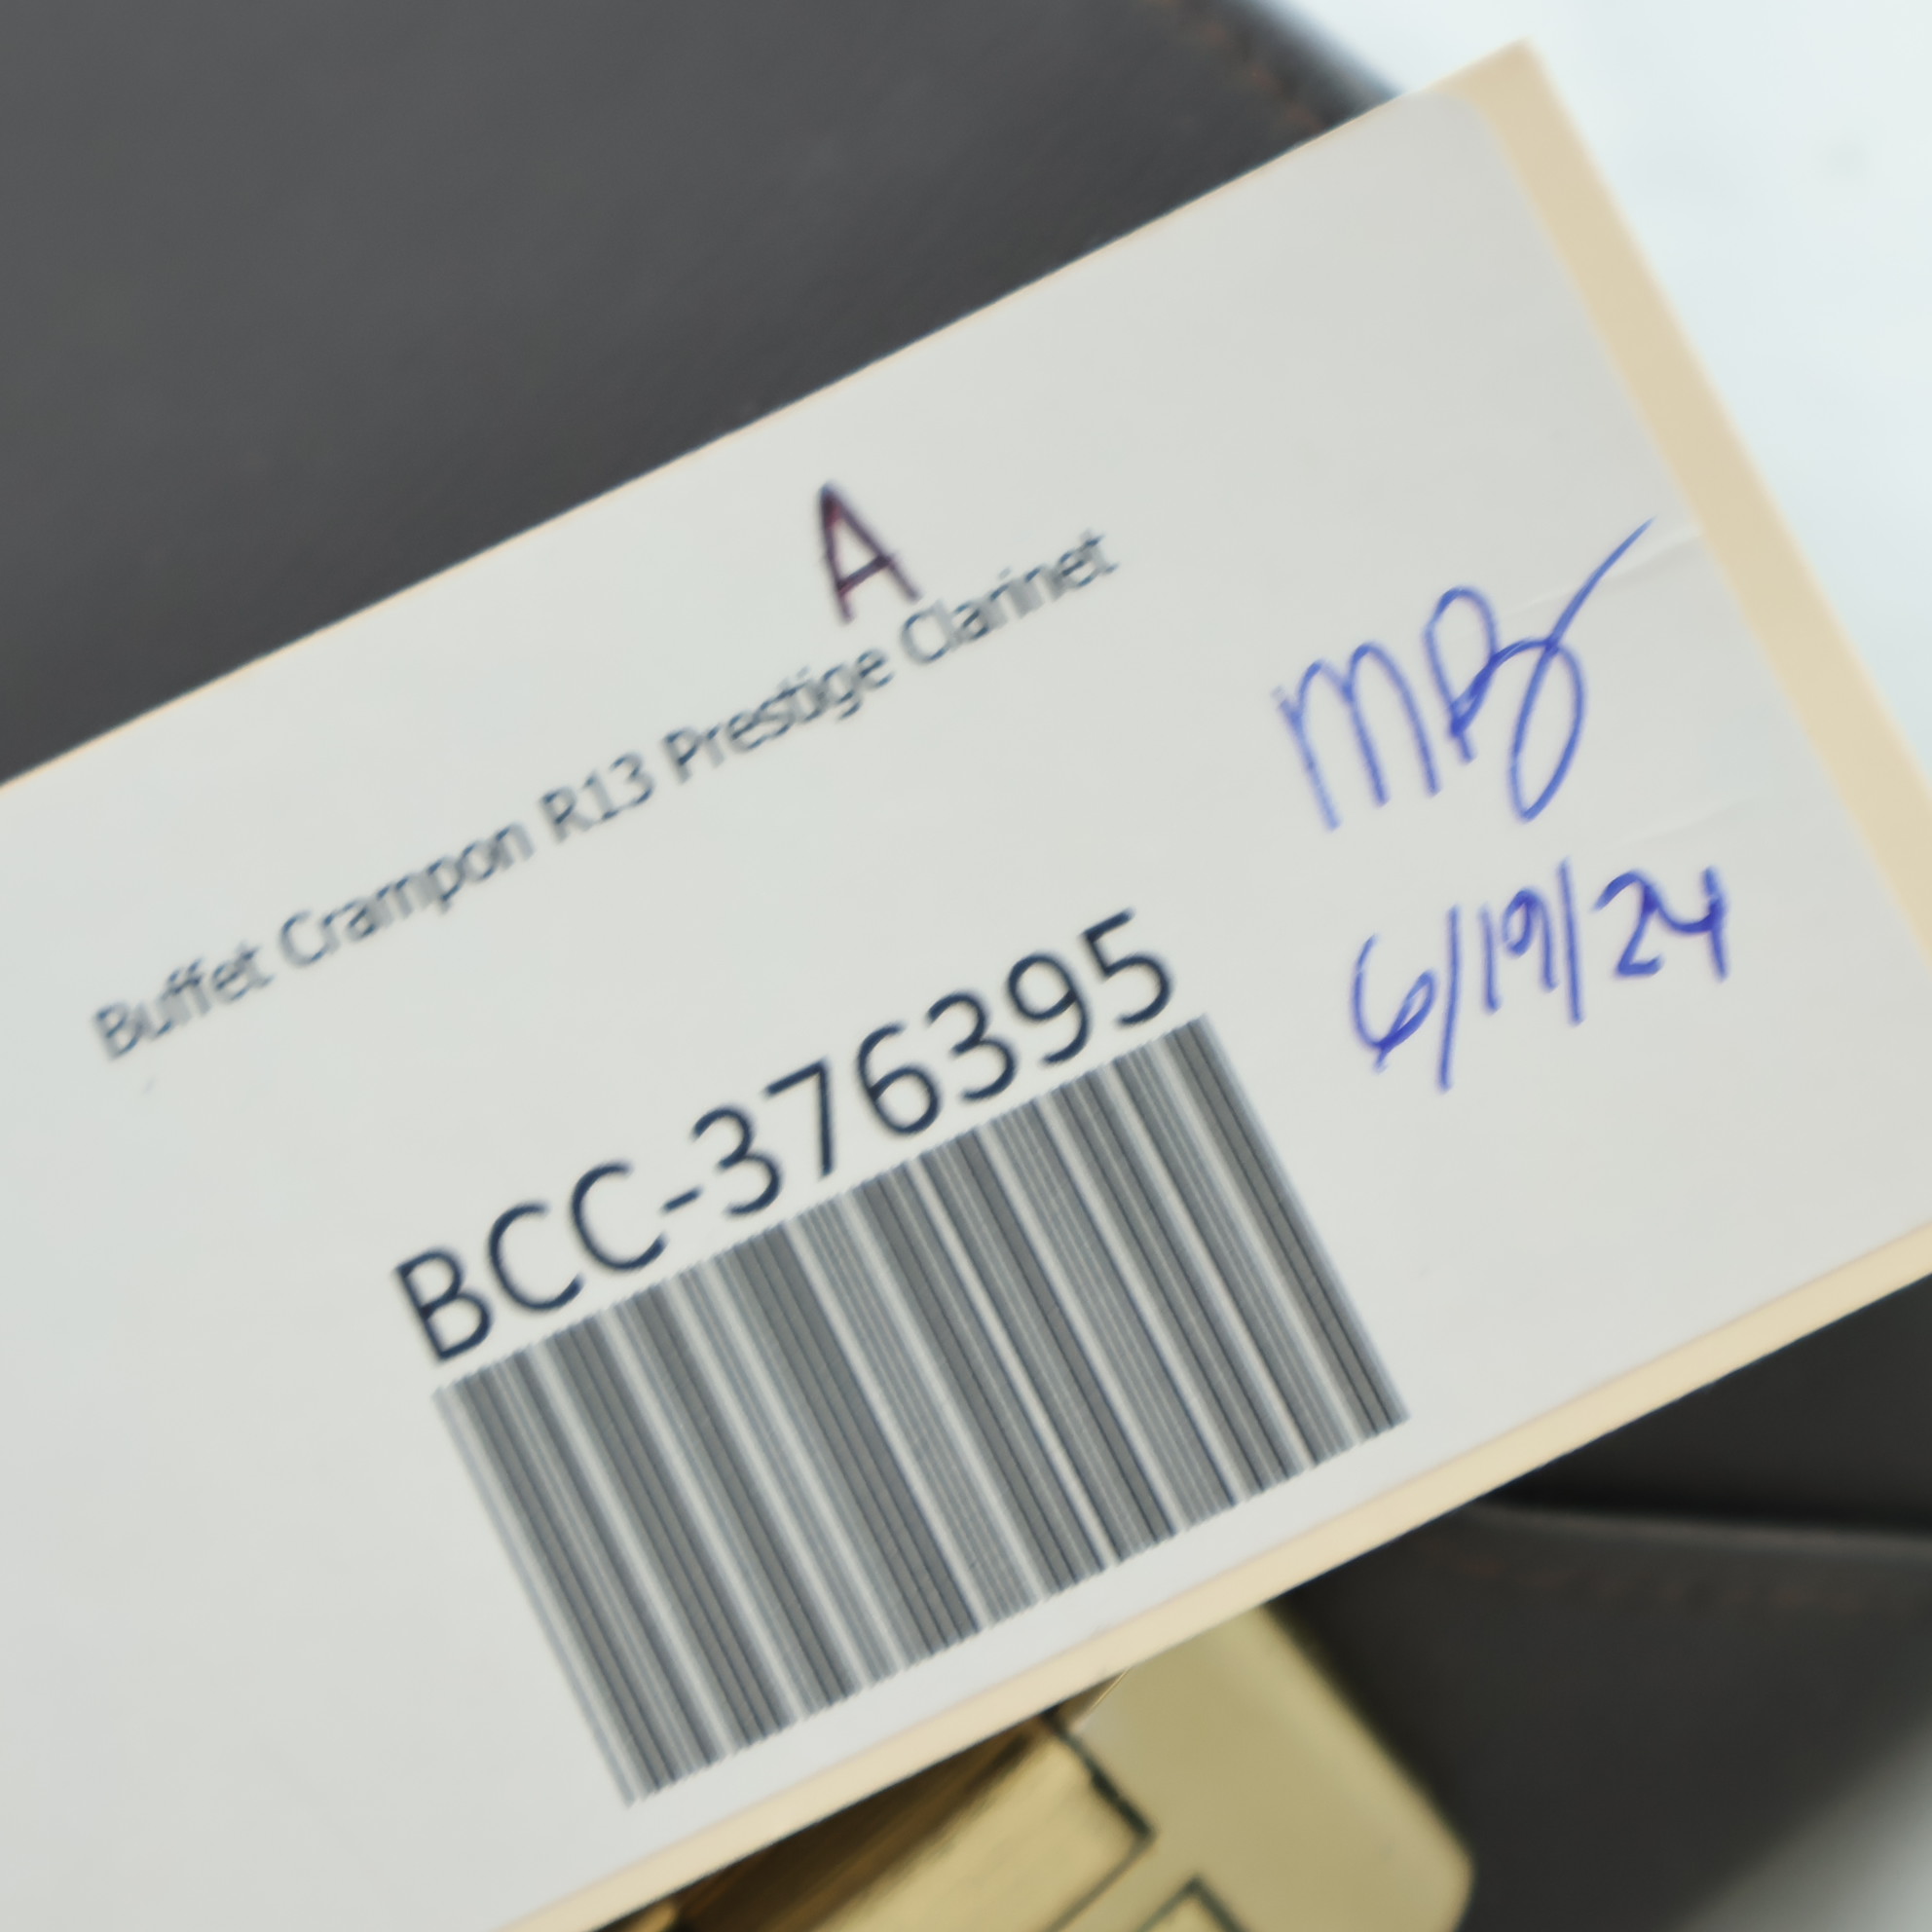 A
Buffet Crampon R13 Prestige Clarinet
BCC-376395
MB
6/19/24